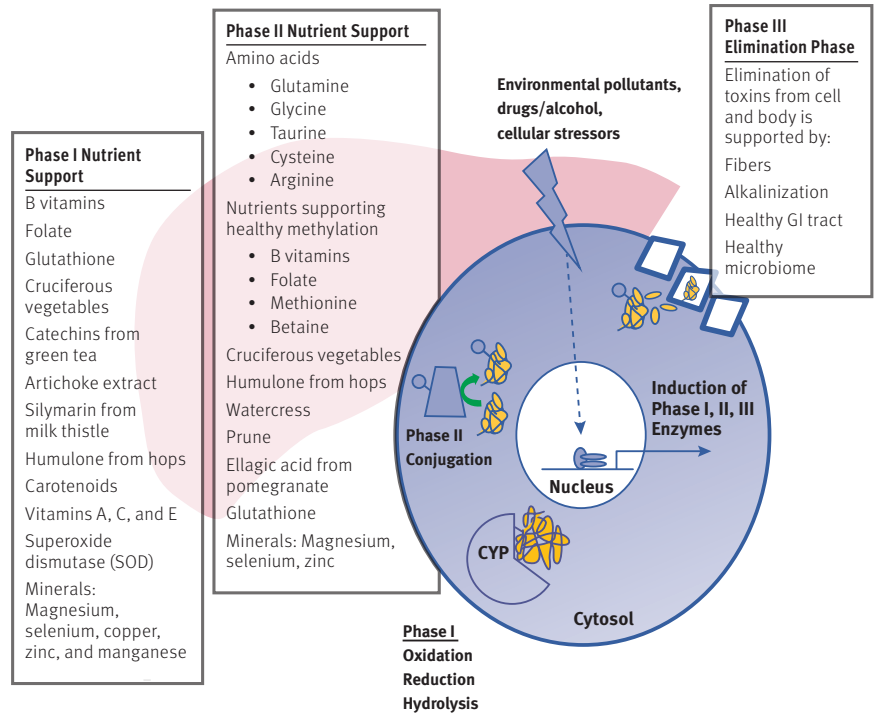 Phase I Nutrient
Support
B vitamins
Folate
Glutathione
Cruciferous
vegetables
Catechins from
green tea
Artichoke extract
Silymarin from
milk thistle
Humulone from hops
Carotenoids
Vitamins A, C, and E
Superoxide
dismutase (SOD)
Minerals:
Magnesium,
selenium, copper,
zinc, and manganese
Phase II Nutrient Support
Amino acids
• Glutamine
• Glycine
• Taurine
• Cysteine
• Arginine
Nutrients supporting
healthy methylation
• B vitamins
• Folate
• Methionine
• Betaine
Cruciferous vegetables
Humulone from hops
Watercress
Prune
Ellagic acid from
pomegranate
Glutathione
Minerals: Magnesium,
selenium, zinc
Environmental pollutants,
drugs/alcohol,
cellular stressors
Phase III
Elimination Phase
Elimination of
toxins from cell
and body is
supported by:
Fibers
Alkalinization
Healthy GI tract
Healthy
microbiome
Induction of
Phase I, II, III
Enzymes
Phase II
Conjugation
Nucleus
CYP
Cytosol
Phase I
Oxidation
Reduction
Hydrolysis